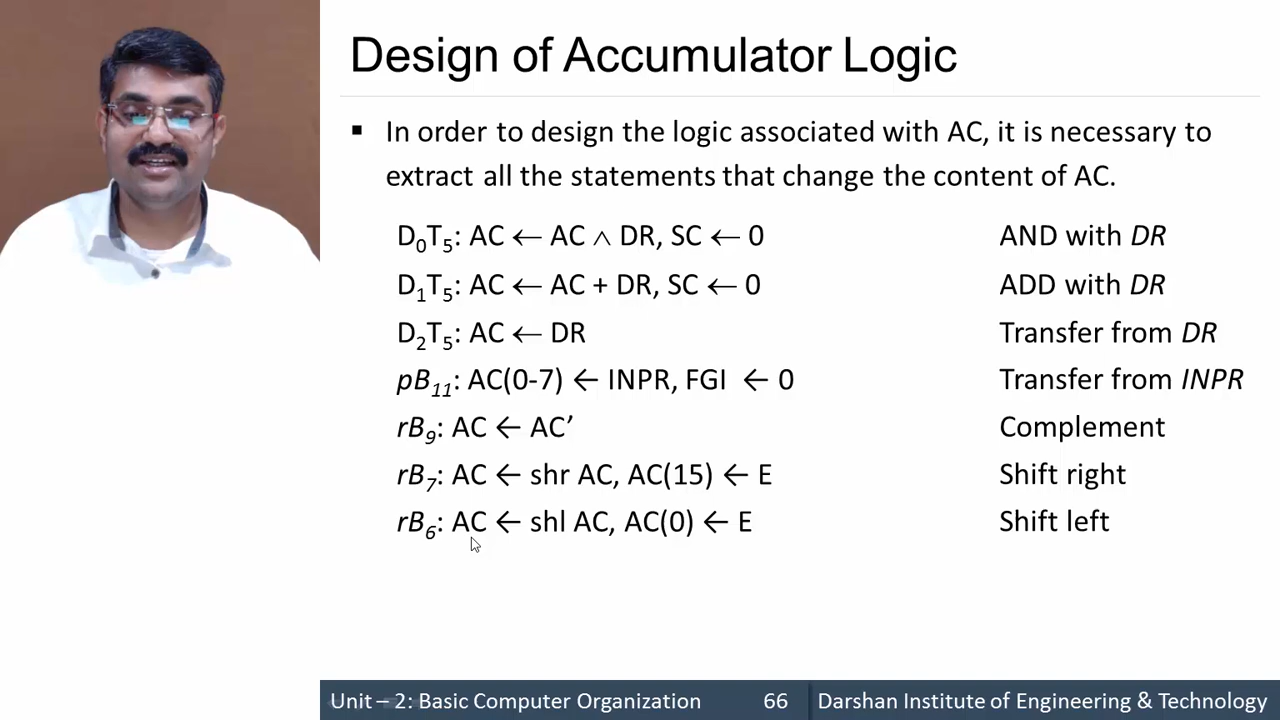 Design of Accumulator Logic
▪ In order to design the logic associated with AC, it is necessary to
extract all the statements that change the content of AC.
D₀T₅: AC ← AC ∧ DR, SC ← 0 AND with DR
D₁T₅: AC ← AC + DR, SC ← 0 ADD with DR
D₂T₅: AC ← DR Transfer from DR
pB₁₁: AC(0-7) ← INPR, FGI ← 0 Transfer from INPR
rB₉: AC ← AC’ Complement
rB₇: AC ← shr AC, AC(15) ← E Shift right
rB₆: AC ← shl AC, AC(0) ← E Shift left
Unit – 2: Basic Computer Organization 66 Darshan Institute of Engineering & Technology